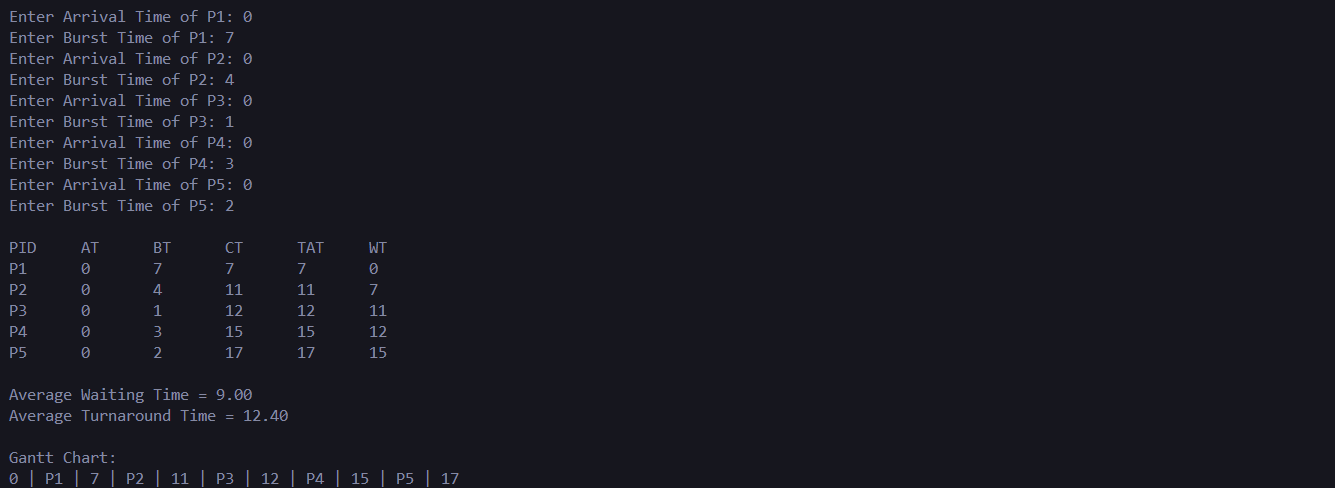 Enter Arrival Time of P1: 0
Enter Burst Time of P1: 7
Enter Arrival Time of P2: 0
Enter Burst Time of P2: 4
Enter Arrival Time of P3: 0
Enter Burst Time of P3: 1
Enter Arrival Time of P4: 0
Enter Burst Time of P4: 3
Enter Arrival Time of P5: 0
Enter Burst Time of P5: 2

PID     AT      BT      CT      TAT     WT
P1      0       7       7       7       0
P2      0       4       11      11      7
P3      0       1       12      12      11
P4      0       3       15      15      12
P5      0       2       17      17      15

Average Waiting Time = 9.00
Average Turnaround Time = 12.40

Gantt Chart:
0 | P1 | 7 | P2 | 11 | P3 | 12 | P4 | 15 | P5 | 17